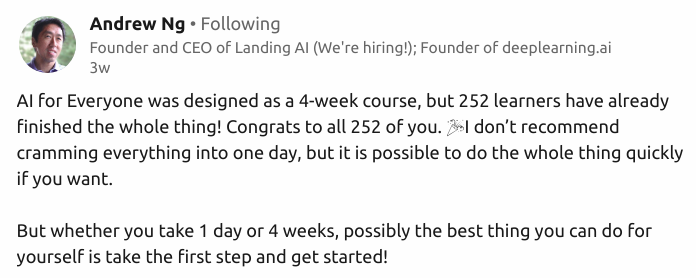 Andrew Ng • Following
Founder and CEO of Landing AI (We're hiring!); Founder of deeplearning.ai
3w
AI for Everyone was designed as a 4-week course, but 252 learners have already
finished the whole thing! Congrats to all 252 of you. 🎉I don’t recommend
cramming everything into one day, but it is possible to do the whole thing quickly
if you want.
But whether you take 1 day or 4 weeks, possibly the best thing you can do for
yourself is take the first step and get started!